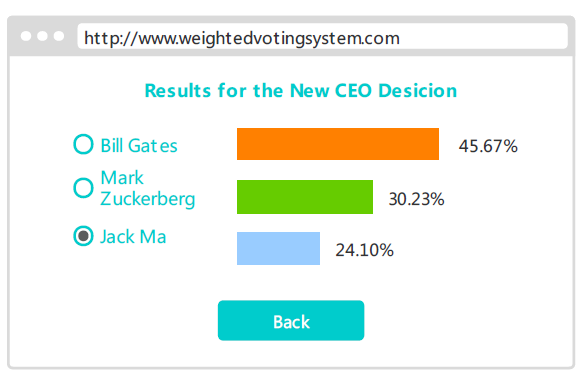 http://www.weightedvotingsystem.com
Results for the New CEO Desicion
Bill Gates
45.67%
Mark
Zuckerberg
30.23%
Jack Ma
24.10%
Back